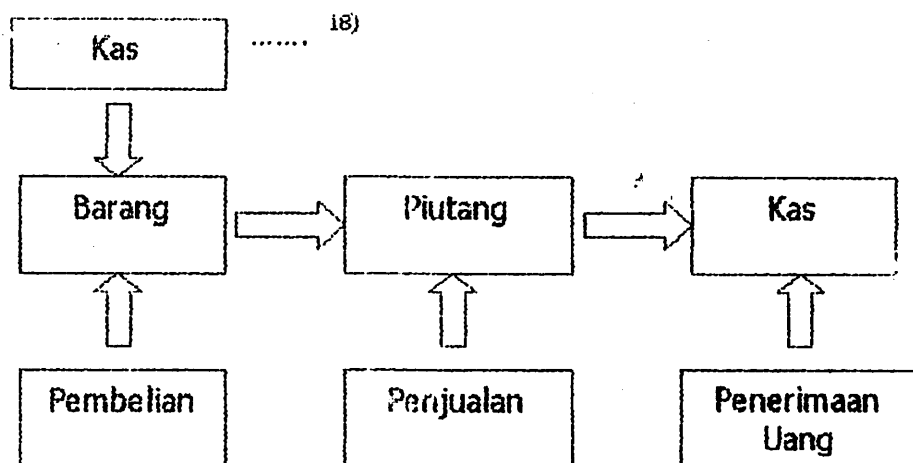 Kas ....... 18)
Barang
Piutang
Kas
Pembelian
Penjualan
Penerimaan
Uang